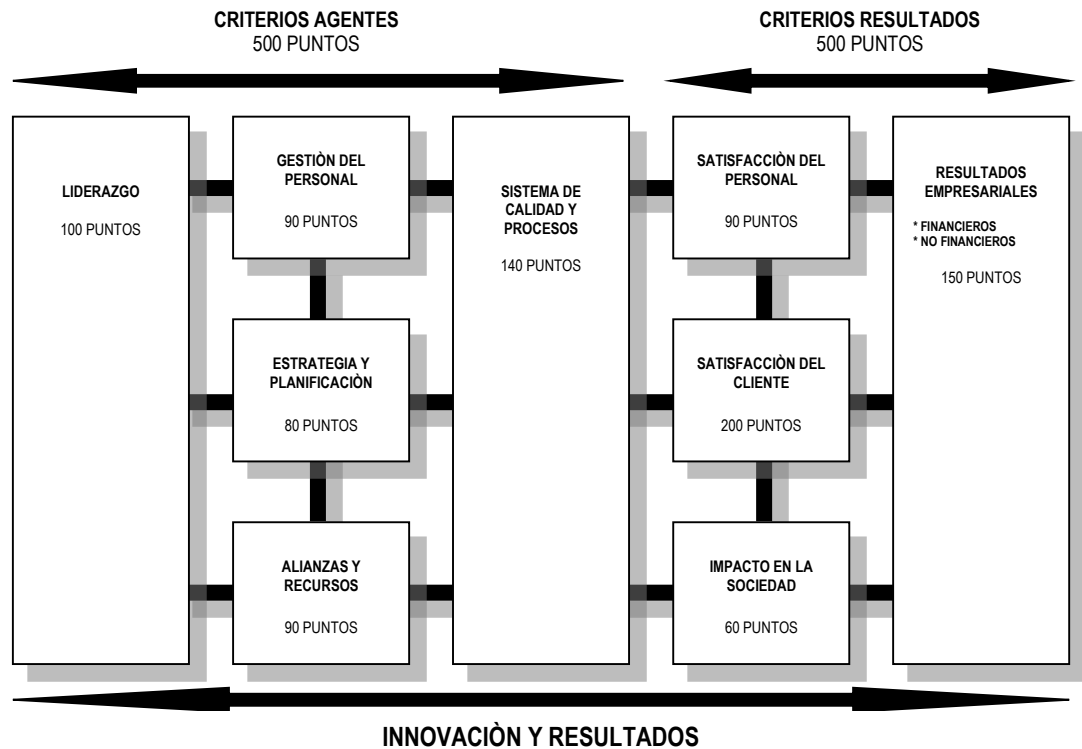 CRITERIOS AGENTES
500 PUNTOS
CRITERIOS RESULTADOS
500 PUNTOS
LIDERAZGO
100 PUNTOS
GESTIÒN DEL
PERSONAL
90 PUNTOS
ESTRATEGIA Y
PLANIFICACIÒN
80 PUNTOS
ALIANZAS Y
RECURSOS
90 PUNTOS
SISTEMA DE
CALIDAD Y
PROCESOS
140 PUNTOS
SATISFACCIÒN DEL
PERSONAL
90 PUNTOS
SATISFACCIÒN DEL
CLIENTE
200 PUNTOS
IMPACTO EN LA
SOCIEDAD
60 PUNTOS
RESULTADOS
EMPRESARIALES
* FINANCIEROS
* NO FINANCIEROS
150 PUNTOS
INNOVACIÒN Y RESULTADOS